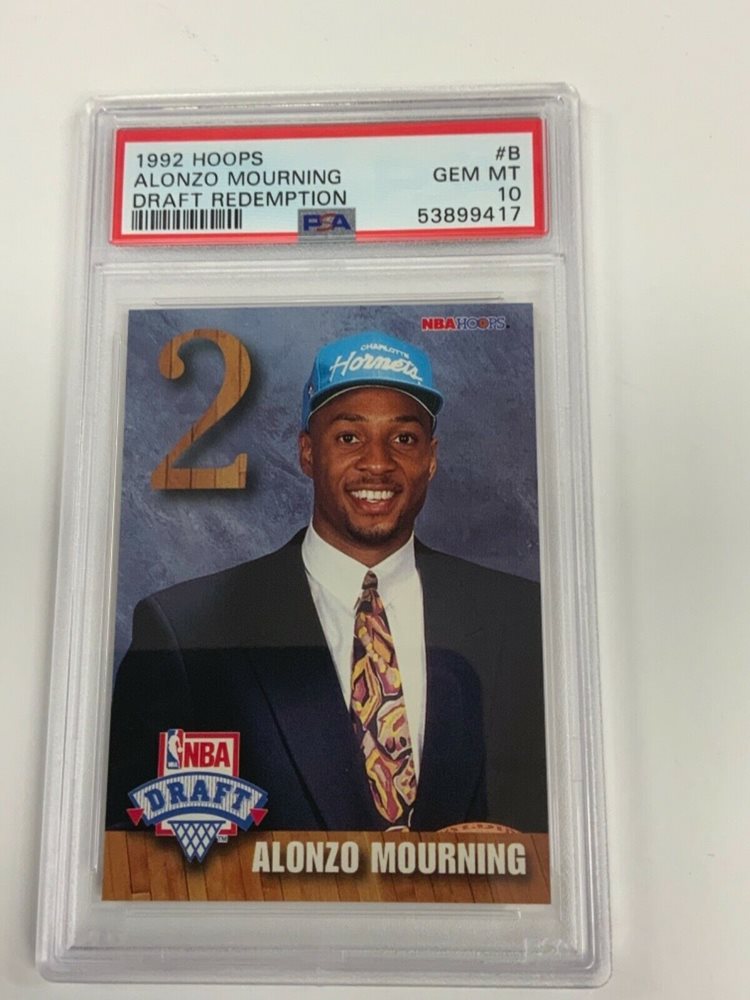 1992 HOOPS #B
ALONZO MOURNING GEM MT
DRAFT REDEMPTION 10
PSA 53899417
NBA HOOPS
2
CHARLOTTE
Hornets
NBA
DRAFT
TM
ALONZO MOURNING